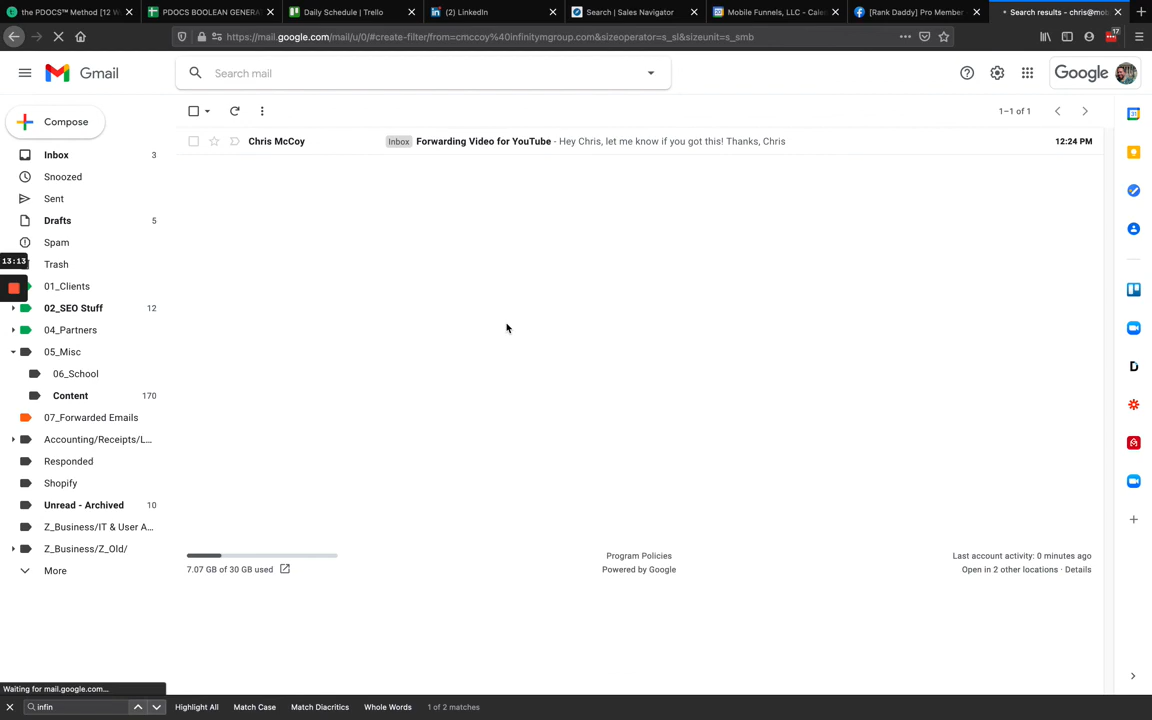 the PDOCS™ Method [12 W
PDOCS BOOLEAN GENERA
Daily Schedule | Trello
(2) LinkedIn
Search | Sales Navigator
Mobile Funnels, LLC - Cale
[Rank Daddy] Pro Member
Search results - chris@mob
https://mail.google.com/mail/u/0/#create-filter/from=cmccoy%40infinitymgroup.com&sizeoperator=s_sl&sizeunit=s_smb
17
Gmail
Search mail
Google
Compose
1–1 of 1
Chris McCoy Inbox Forwarding Video for YouTube - Hey Chris, let me know if you got this! Thanks, Chris 12:24 PM
Inbox 3
Snoozed
Sent
Drafts 5
Spam
13:13
Trash
01_Clients
02_SEO Stuff 12
04_Partners
05_Misc
06_School
Content 170
07_Forwarded Emails
Accounting/Receipts/L...
Responded
Shopify
Unread - Archived 10
Z_Business/IT & User A...
Z_Business/Z_Old/
More
7.07 GB of 30 GB used
Program Policies
Powered by Google
Last account activity: 0 minutes ago
Open in 2 other locations · Details
Waiting for mail.google.com...
infin
Highlight All
Match Case
Match Diacritics
Whole Words
1 of 2 matches